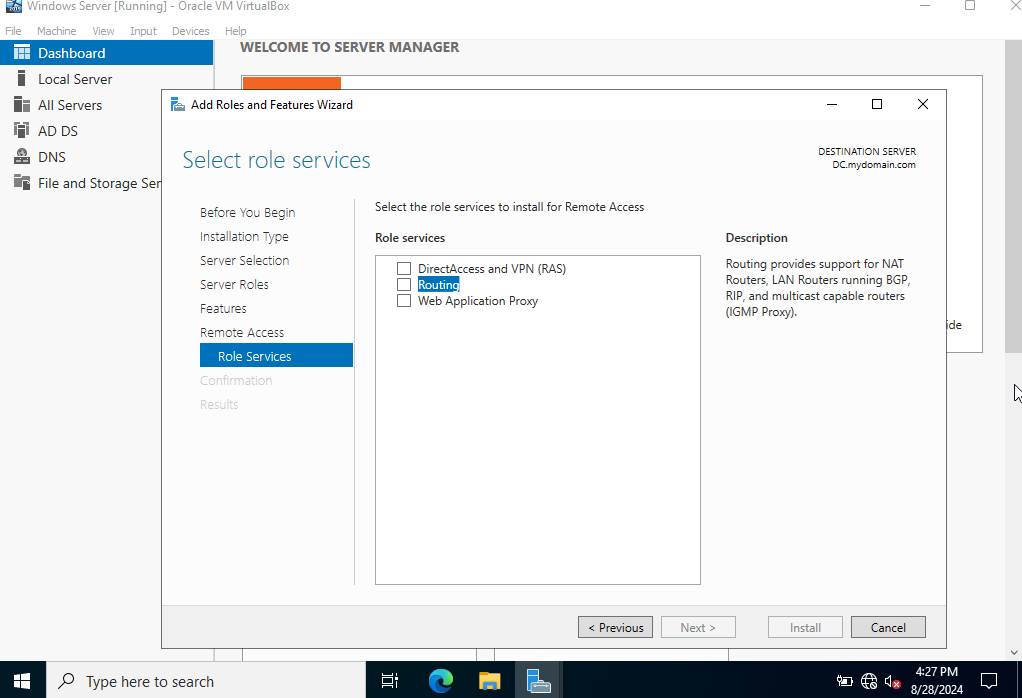 Windows Server [Running] - Oracle VM VirtualBox
File Machine View Input Devices Help
Dashboard
Local Server
All Servers
AD DS
DNS
File and Storage Ser
WELCOME TO SERVER MANAGER
Add Roles and Features Wizard
Select role services
DESTINATION SERVER
DC.mydomain.com
Before You Begin
Installation Type
Server Selection
Server Roles
Features
Remote Access
Role Services
Confirmation
Results
Select the role services to install for Remote Access
Role services
DirectAccess and VPN (RAS)
Routing
Web Application Proxy
Description
Routing provides support for NAT
Routers, LAN Routers running BGP,
RIP, and multicast capable routers
(IGMP Proxy).
ide
< Previous
Next >
Install
Cancel
Type here to search
4:27 PM
8/28/2024